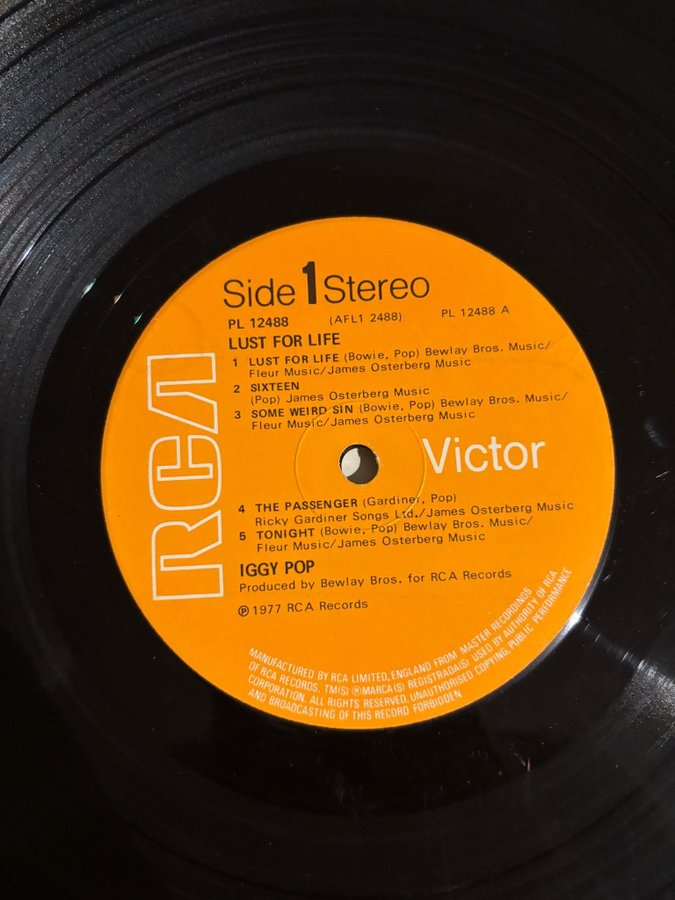 Side 1 Stereo
PL 12488 (AFL1 2488) PL 12488 A
LUST FOR LIFE
1 LUST FOR LIFE (Bowie, Pop) Bewlay Bros. Music/
Fleur Music/James Osterberg Music
2 SIXTEEN
(Pop) James Osterberg Music
3 SOME WEIRD SIN (Bowie, Pop) Bewlay Bros. Music/
Fleur Music/James Osterberg Music
RCA
Victor
4 THE PASSENGER (Gardiner, Pop)
Ricky Gardiner Songs Ltd./James Osterberg Music
5 TONIGHT (Bowie, Pop) Bewlay Bros. Music/
Fleur Music/James Osterberg Music
IGGY POP
Produced by Bewlay Bros. for RCA Records
℗ 1977 RCA Records
MANUFACTURED BY RCA LIMITED, ENGLAND FROM MASTER RECORDINGS
OF RCA RECORDS. TM(S) ® MARCA(S) REGISTRADA(S) USED BY AUTHORITY OF RCA
CORPORATION. ALL RIGHTS RESERVED. UNAUTHORISED COPYING, PUBLIC PERFORMANCE
AND BROADCASTING OF THIS RECORD FORBIDDEN